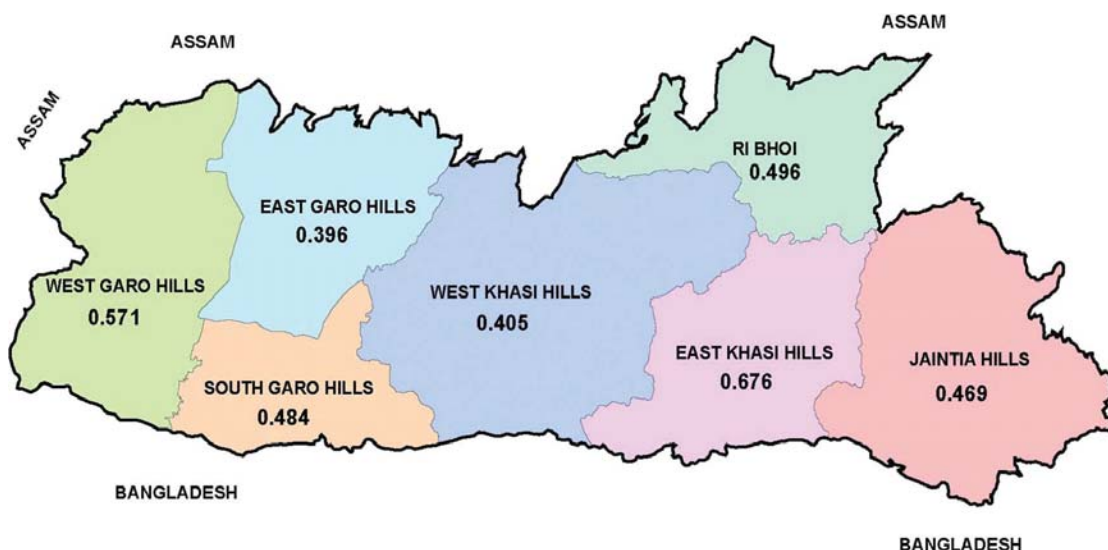 ASSAM
ASSAM
ASSAM
RI BHOI
0.496
EAST GARO HILLS
0.396
WEST GARO HILLS
0.571
WEST KHASI HILLS
0.405
EAST KHASI HILLS
0.676
JAINTIA HILLS
0.469
SOUTH GARO HILLS
0.484
BANGLADESH
BANGLADESH